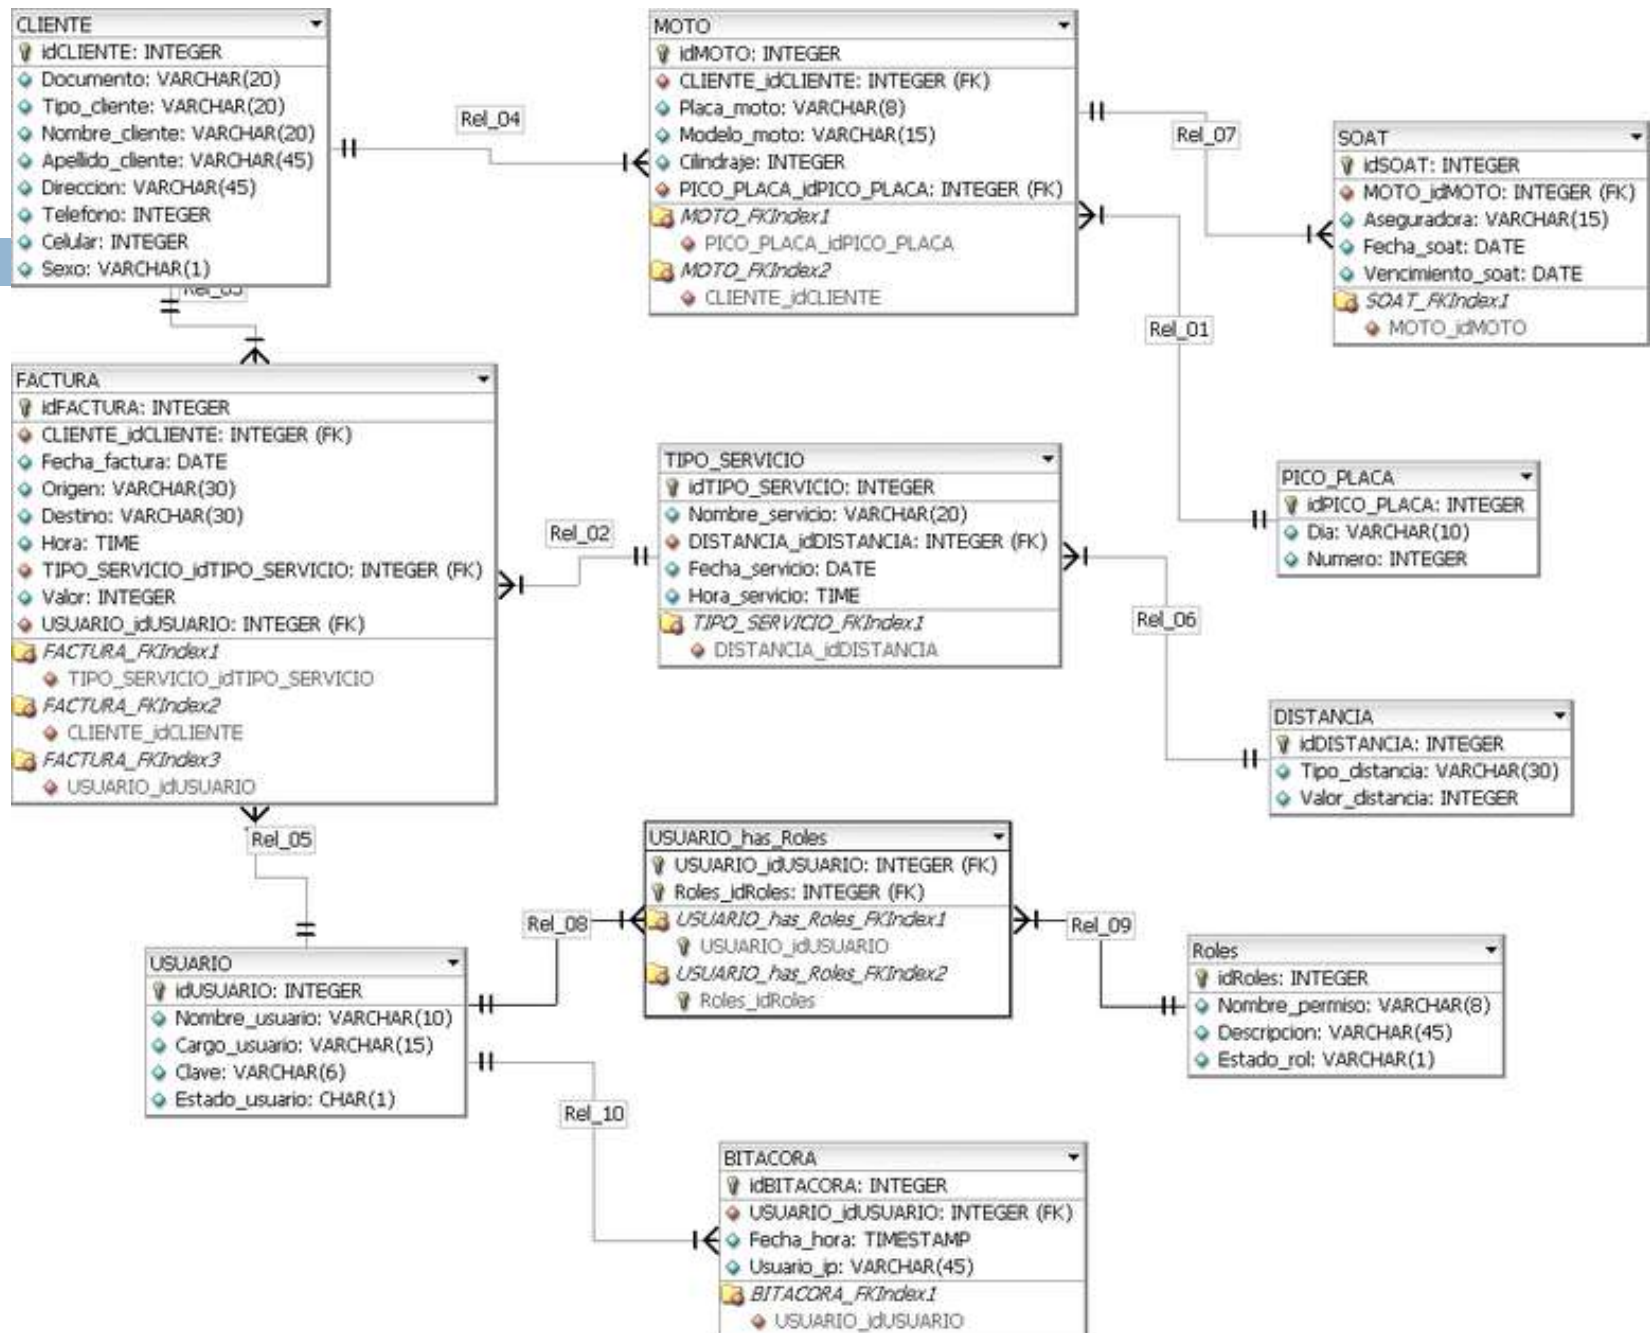 CLIENTE
idCLIENTE: INTEGER
Documento: VARCHAR(20)
Tipo_cliente: VARCHAR(20)
Nombre_cliente: VARCHAR(20)
Apellido_cliente: VARCHAR(45)
Direccion: VARCHAR(45)
Telefono: INTEGER
Celular: INTEGER
Sexo: VARCHAR(1)
Rel_04
MOTO
idMOTO: INTEGER
CLIENTE_idCLIENTE: INTEGER (FK)
Placa_moto: VARCHAR(8)
Modelo_moto: VARCHAR(15)
Cilindraje: INTEGER
PICO_PLACA_idPICO_PLACA: INTEGER (FK)
MOTO_FKIndex1
PICO_PLACA_idPICO_PLACA
MOTO_FKIndex2
CLIENTE_idCLIENTE
Rel_07
SOAT
idSOAT: INTEGER
MOTO_idMOTO: INTEGER (FK)
Aseguradora: VARCHAR(15)
Fecha_soat: DATE
Vencimiento_soat: DATE
SOAT_FKIndex1
MOTO_idMOTO
Rel_03
Rel_01
FACTURA
idFACTURA: INTEGER
CLIENTE_idCLIENTE: INTEGER (FK)
Fecha_factura: DATE
Origen: VARCHAR(30)
Destino: VARCHAR(30)
Hora: TIME
TIPO_SERVICIO_idTIPO_SERVICIO: INTEGER (FK)
Valor: INTEGER
USUARIO_idUSUARIO: INTEGER (FK)
FACTURA_FKIndex1
TIPO_SERVICIO_idTIPO_SERVICIO
FACTURA_FKIndex2
CLIENTE_idCLIENTE
FACTURA_FKIndex3
USUARIO_idUSUARIO
Rel_02
TIPO_SERVICIO
idTIPO_SERVICIO: INTEGER
Nombre_servicio: VARCHAR(20)
DISTANCIA_idDISTANCIA: INTEGER (FK)
Fecha_servicio: DATE
Hora_servicio: TIME
TIPO_SERVICIO_FKIndex1
DISTANCIA_idDISTANCIA
PICO_PLACA
idPICO_PLACA: INTEGER
Dia: VARCHAR(10)
Numero: INTEGER
Rel_06
DISTANCIA
idDISTANCIA: INTEGER
Tipo_distancia: VARCHAR(30)
Valor_distancia: INTEGER
Rel_05
USUARIO_has_Roles
USUARIO_idUSUARIO: INTEGER (FK)
Roles_idRoles: INTEGER (FK)
USUARIO_has_Roles_FKIndex1
USUARIO_idUSUARIO
USUARIO_has_Roles_FKIndex2
Roles_idRoles
Rel_08
Rel_09
USUARIO
idUSUARIO: INTEGER
Nombre_usuario: VARCHAR(10)
Cargo_usuario: VARCHAR(15)
Clave: VARCHAR(6)
Estado_usuario: CHAR(1)
Roles
idRoles: INTEGER
Nombre_permiso: VARCHAR(8)
Descripcion: VARCHAR(45)
Estado_rol: VARCHAR(1)
Rel_10
BITACORA
idBITACORA: INTEGER
USUARIO_idUSUARIO: INTEGER (FK)
Fecha_hora: TIMESTAMP
Usuario_ip: VARCHAR(45)
BITACORA_FKIndex1
USUARIO_idUSUARIO